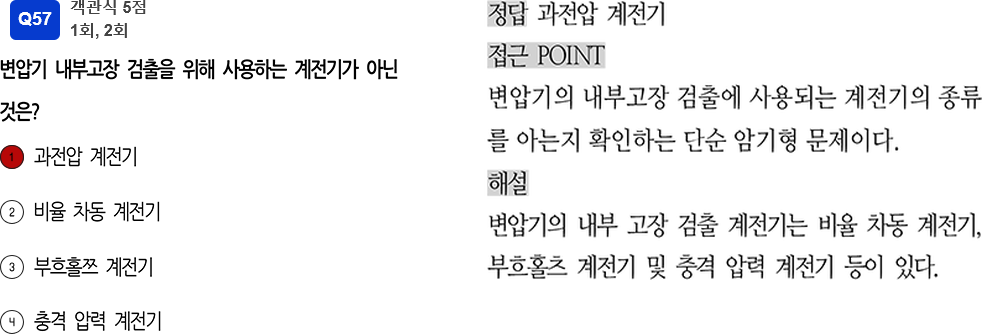 Q57
객관식 5점
1회, 2회
변압기 내부고장 검출을 위해 사용하는 계전기가 아닌
것은?
1 과전압 계전기
2 비율 차동 계전기
3 부흐홀쯔 계전기
4 충격 압력 계전기
정답 과전압 계전기
접근 POINT
변압기의 내부고장 검출에 사용되는 계전기의 종류
를 아는지 확인하는 단순 암기형 문제이다.
해설
변압기의 내부 고장 검출 계전기는 비율 차동 계전기,
부흐홀츠 계전기 및 충격 압력 계전기 등이 있다.